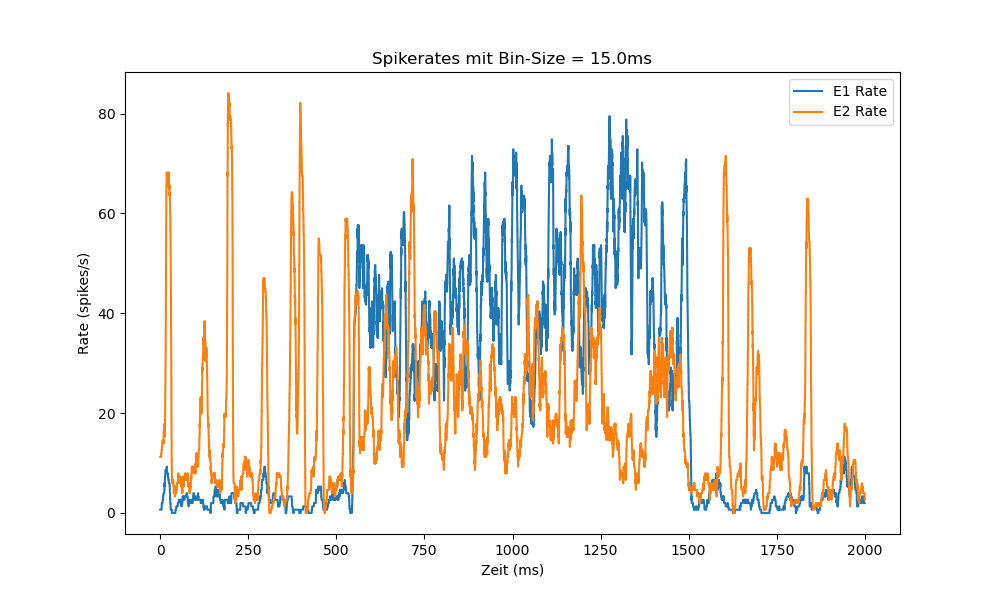 Spikerates mit Bin-Size = 15.0ms
E1 Rate
E2 Rate
Rate (spikes/s)
80
60
40
20
0
0 250 500 750 1000 1250 1500 1750 2000
Zeit (ms)